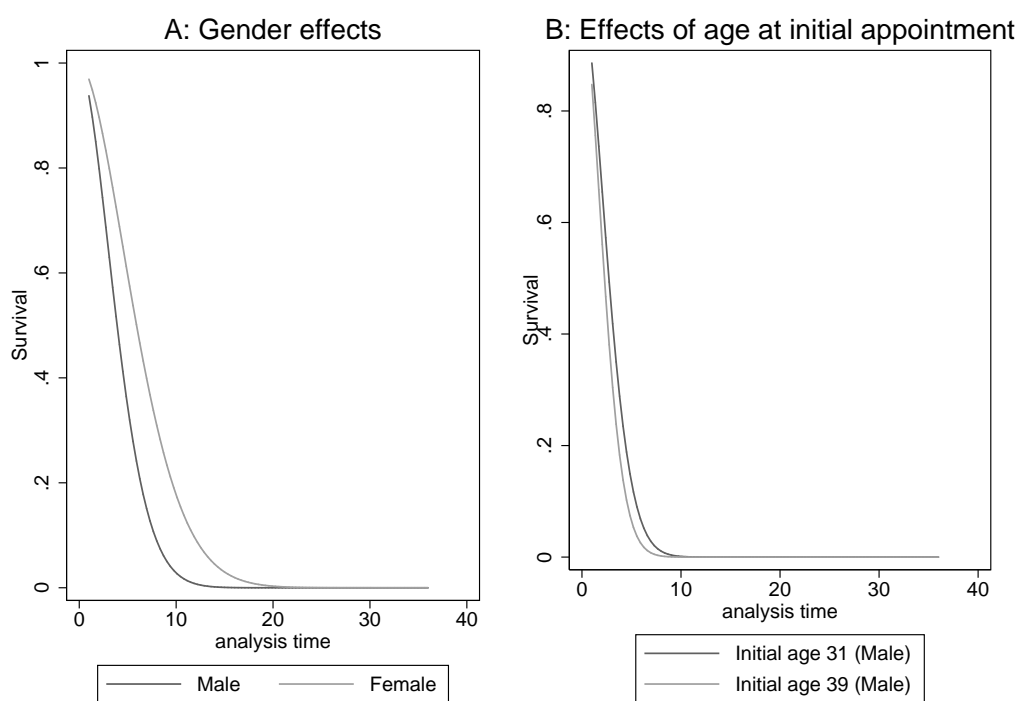 A: Gender effects
Survival
1
.8
.6
.4
.2
0
0 10 20 30 40
analysis time
Male Female
B: Effects of age at initial appointment
Survival
.8
.6
.4
.2
0
0 10 20 30 40
analysis time
Initial age 31 (Male)
Initial age 39 (Male)